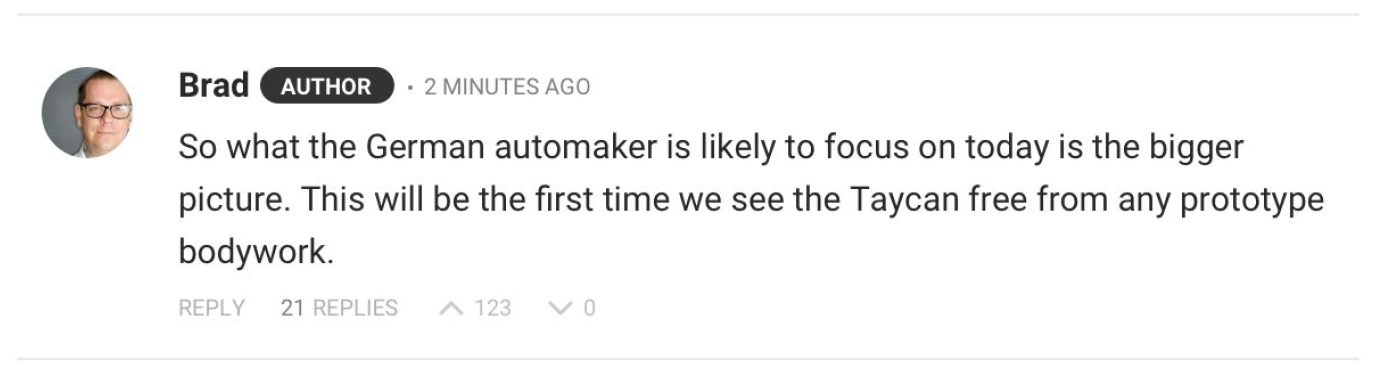 Brad AUTHOR · 2 MINUTES AGO
So what the German automaker is likely to focus on today is the bigger
picture. This will be the first time we see the Taycan free from any prototype
bodywork.
REPLY 21 REPLIES 123 0